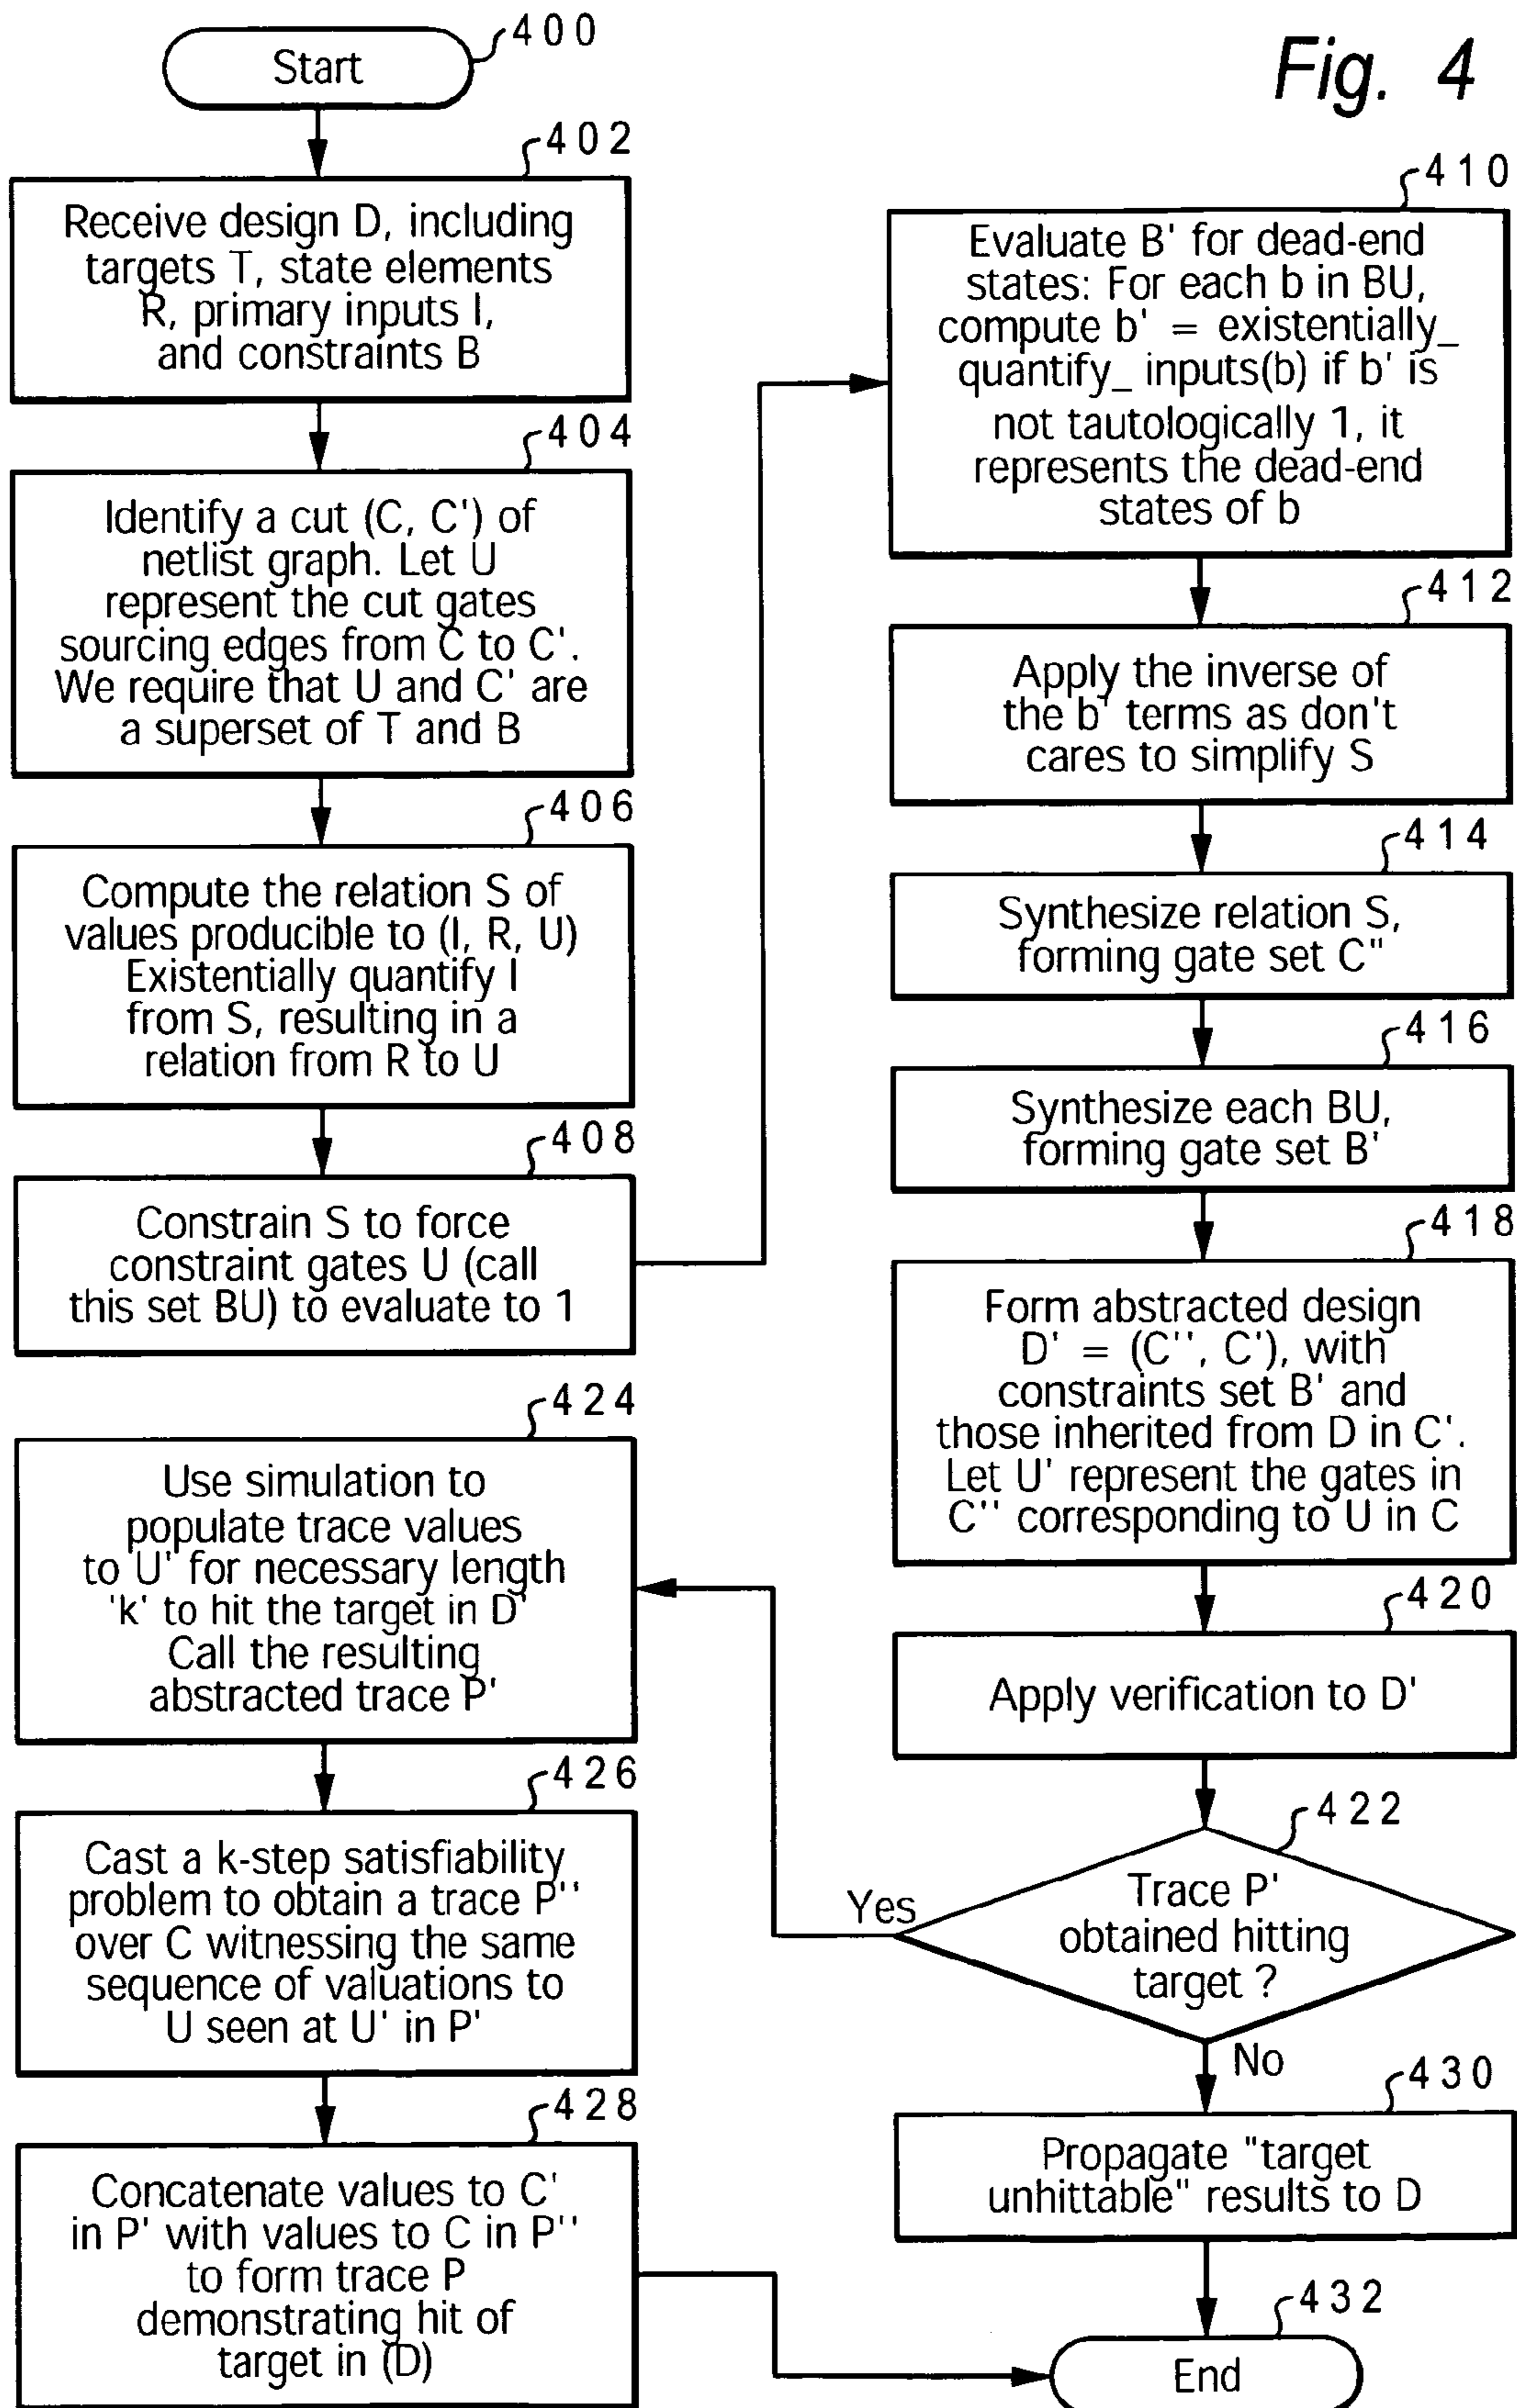 Fig. 4
400
Start
402
Receive design D, including
targets T, state elements
R, primary inputs I,
and constraints B
404
Identify a cut (C, C') of
netlist graph. Let U
represent the cut gates
sourcing edges from C to C'.
We require that U and C' are
a superset of T and B
406
Compute the relation S of
values producible to (I, R, U)
Existentially quantify I
from S, resulting in a
relation from R to U
408
Constrain S to force
constraint gates U (call
this set BU) to evaluate to 1
410
Evaluate B' for dead-end
states: For each b in BU,
compute b' = existentially_
quantify_ inputs(b) if b' is
not tautologically 1, it
represents the dead-end
states of b
412
Apply the inverse of
the b' terms as don't
cares to simplify S
414
Synthesize relation S,
forming gate set C"
416
Synthesize each BU,
forming gate set B'
418
Form abstracted design
D' = (C'', C'), with
constraints set B' and
those inherited from D in C'.
Let U' represent the gates in
C'' corresponding to U in C
420
Apply verification to D'
422
Trace P'
obtained hitting
target ?
Yes
No
424
Use simulation to
populate trace values
to U' for necessary length
'k' to hit the target in D'
Call the resulting
abstracted trace P'
426
Cast a k-step satisfiability
problem to obtain a trace P''
over C witnessing the same
sequence of valuations to
U seen at U' in P'
428
Concatenate values to C'
in P' with values to C in P''
to form trace P
demonstrating hit of
target in (D)
430
Propagate "target
unhittable" results to D
432
End